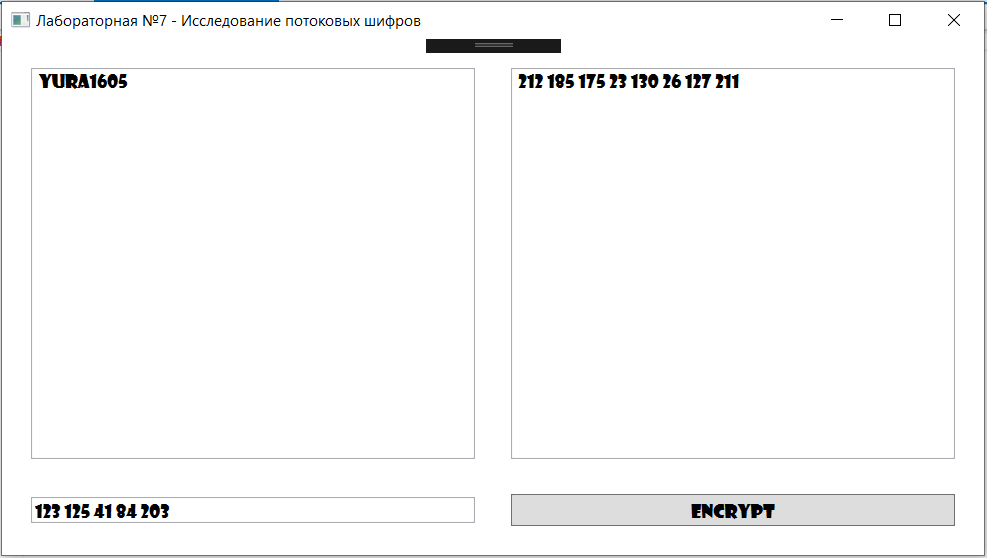 Лабораторная №7 - Исследование потоковых шифров
YURA1605
212 185 175 23 130 26 127 211
123 125 41 84 203
ENCRYPT